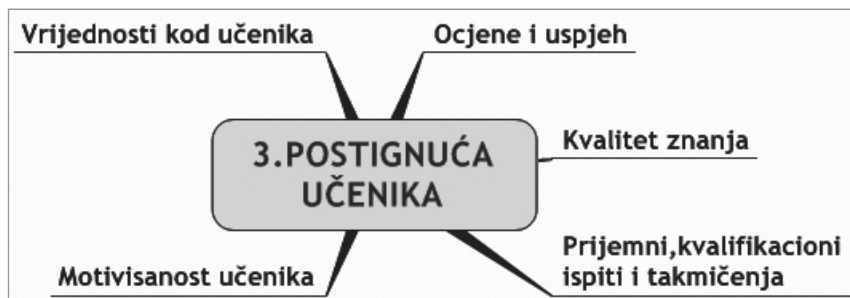 Vrijednosti kod učenika
Ocjene i uspjeh
3.POSTIGNUĆA
UČENIKA
Kvalitet znanja
Motivisanost učenika
Prijemni,kvalifikacioni
ispiti i takmičenja